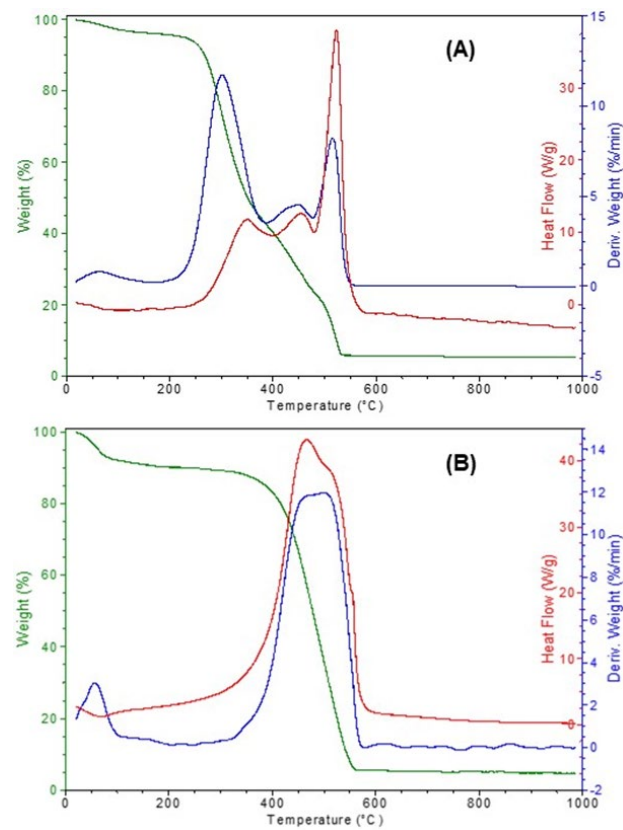 (A)
Weight (%)
100
80
60
40
20
0
Heat Flow (W/g)
30
20
10
0
Deriv. Weight (%/min)
15
10
5
0
-5
0 200 400 600 800 1000
Temperature (°C)
(B)
Weight (%)
100
80
60
40
20
0
Heat Flow (W/g)
40
30
20
10
0
Deriv. Weight (%/min)
14
12
10
8
6
4
2
0
-2
0 200 400 600 800 1000
Temperature (°C)